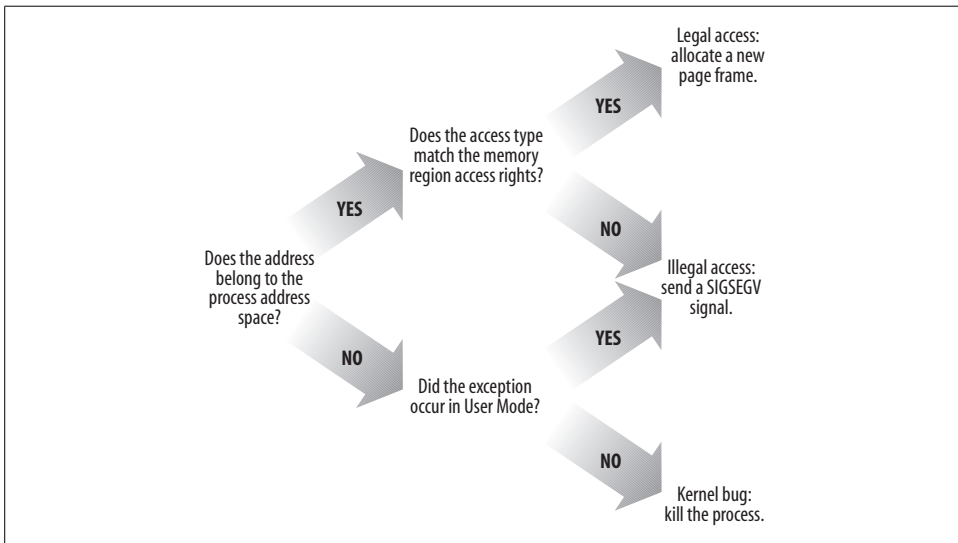 Legal access:
allocate a new
page frame.
YES
Does the access type
match the memory
region access rights?
YES
NO
Does the address
belong to the
process address
space?
Illegal access:
send a SIGSEGV
signal.
YES
NO
Did the exception
occur in User Mode?
NO
Kernel bug:
kill the process.